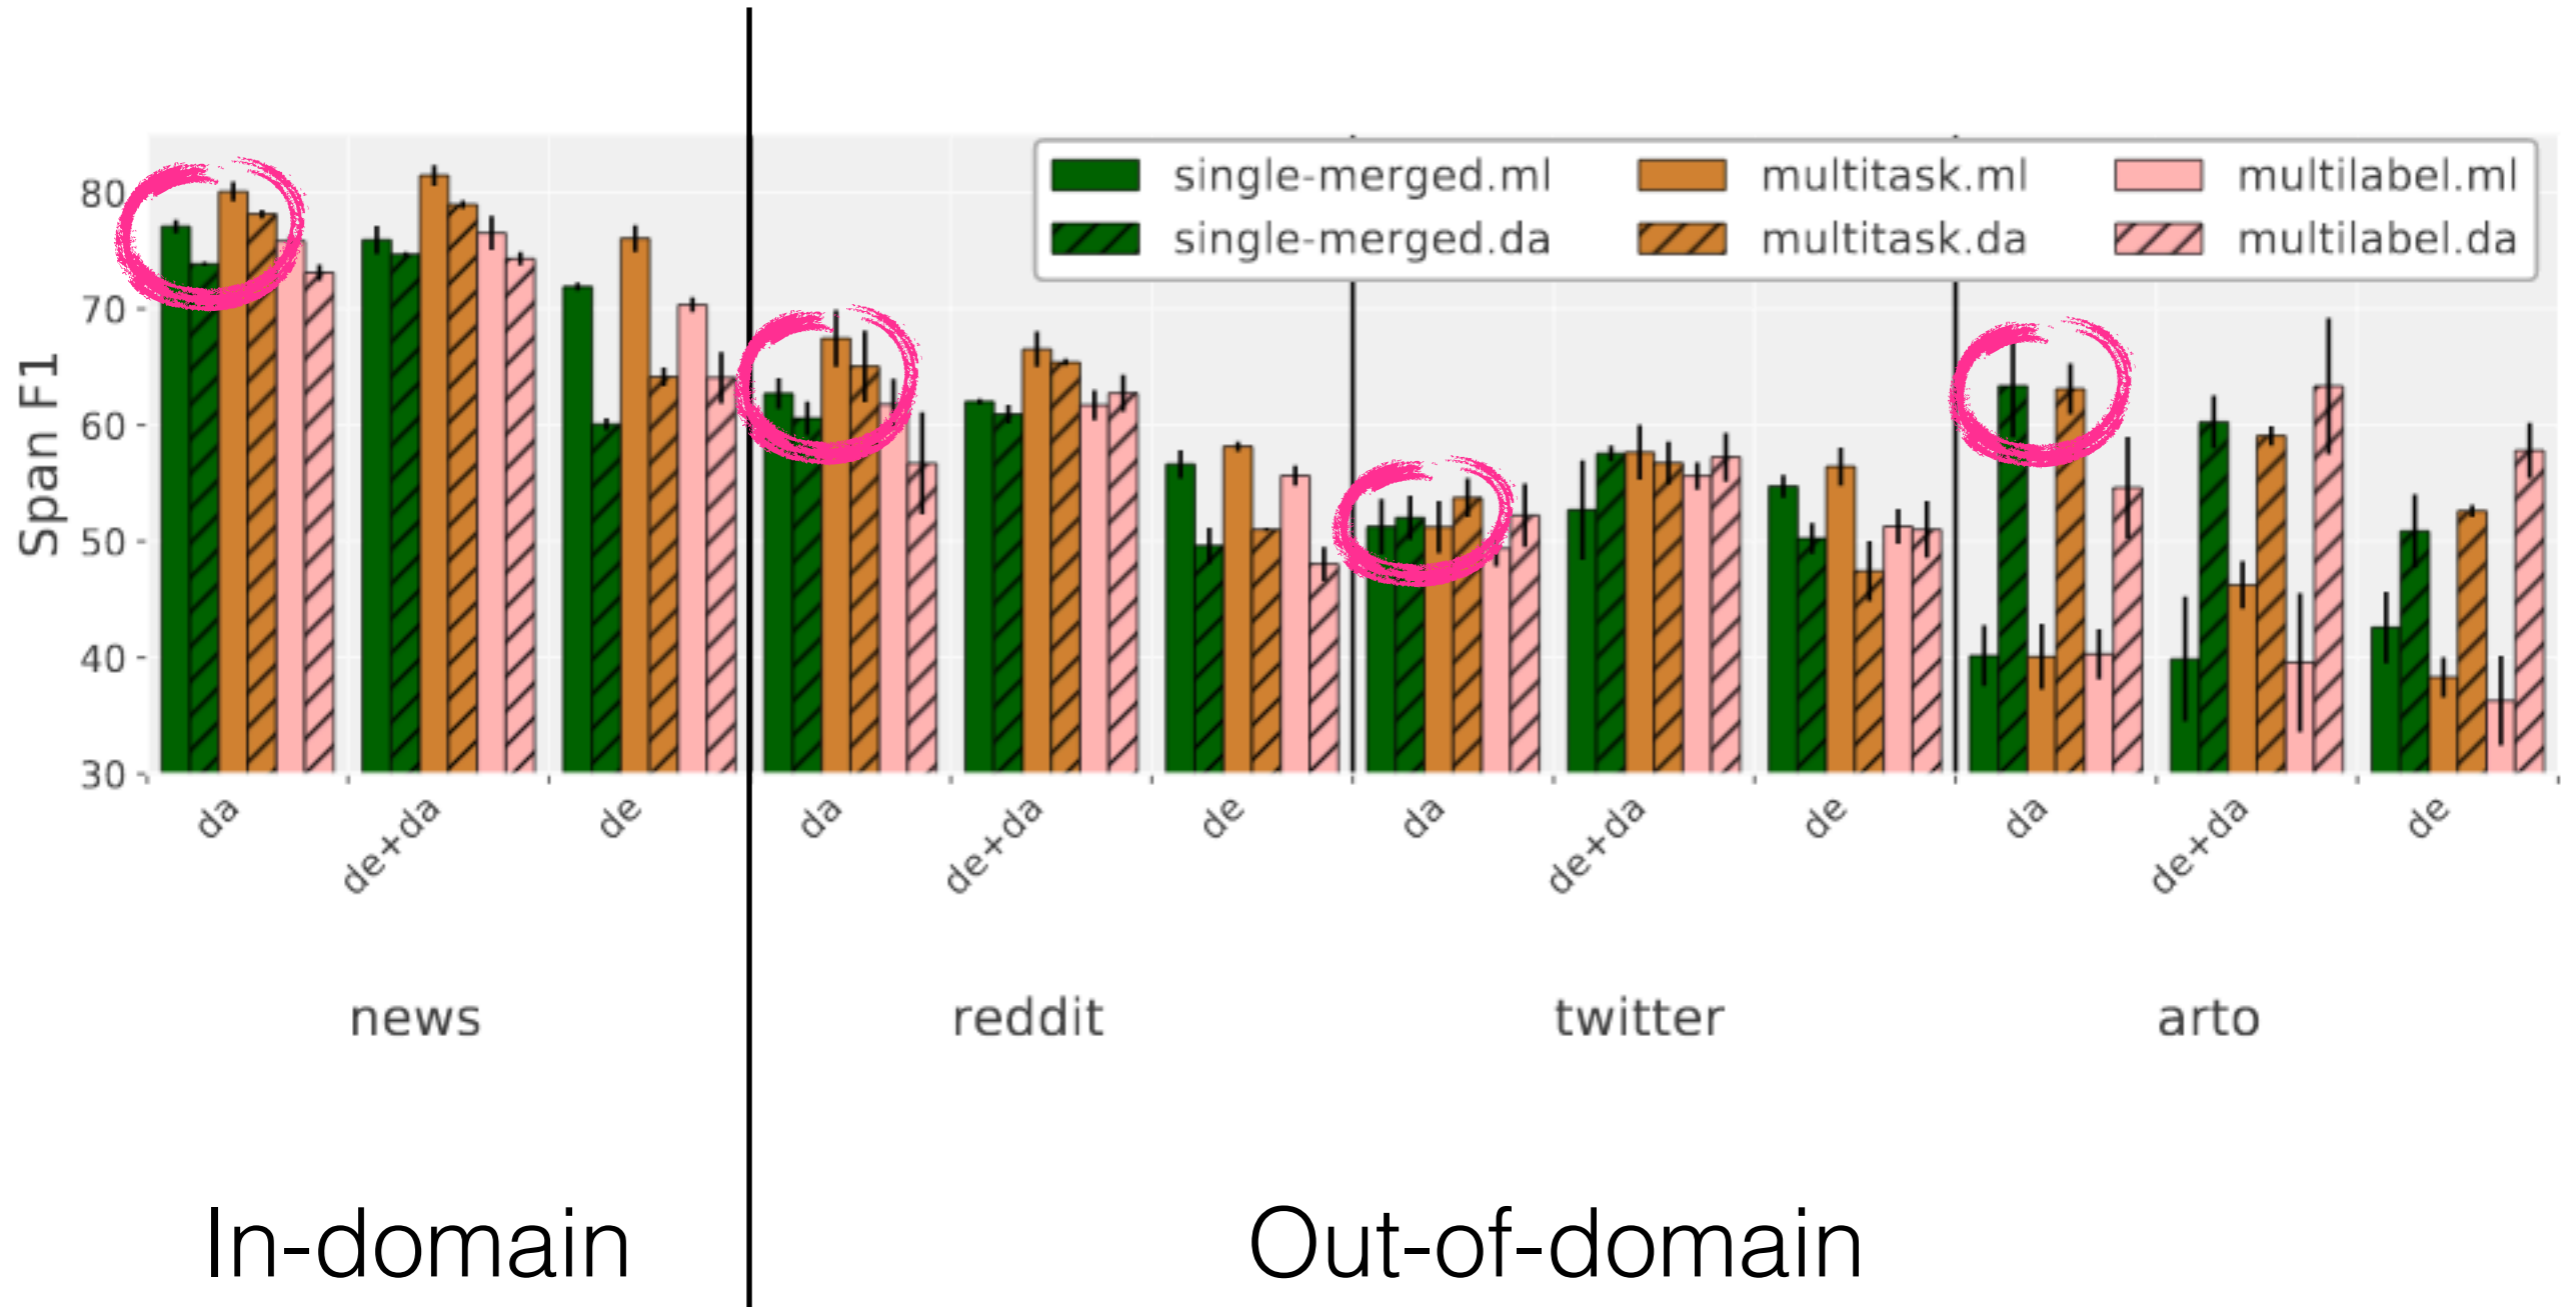 single-merged.ml multitask.ml multilabel.ml
single-merged.da multitask.da multilabel.da
Span F1
80
70
60
50
40
30
da de+da de da de+da de da de+da de da de+da de
news reddit twitter arto
In-domain Out-of-domain